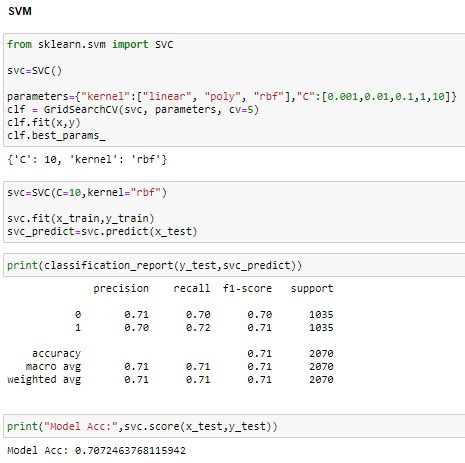 SVM
from sklearn.svm import SVC
svc=SVC()
parameters={"kernel":["linear", "poly", "rbf"],"C":[0.001,0.01,0.1,1,10]}
clf = GridSearchCV(svc, parameters, cv=5)
clf.fit(x,y)
clf.best_params_
{'C': 10, 'kernel': 'rbf'}
svc=SVC(C=10,kernel="rbf")
svc.fit(x_train,y_train)
svc_predict=svc.predict(x_test)
print(classification_report(y_test,svc_predict))
precision recall f1-score support
0 0.71 0.70 0.70 1035
1 0.70 0.72 0.71 1035
accuracy 0.71 2070
macro avg 0.71 0.71 0.71 2070
weighted avg 0.71 0.71 0.71 2070
print("Model Acc:",svc.score(x_test,y_test))
Model Acc: 0.7072463768115942